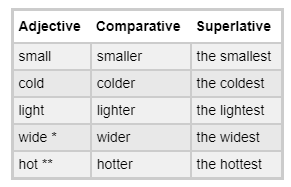 Adjective Comparative Superlative
small smaller the smallest
cold colder the coldest
light lighter the lightest
wide * wider the widest
hot ** hotter the hottest